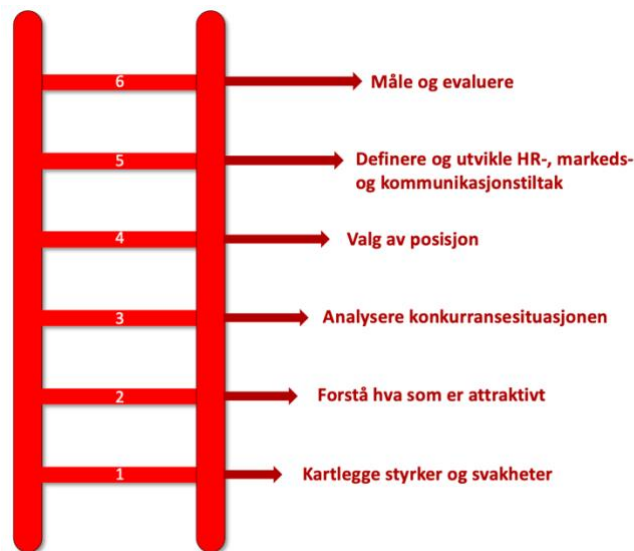 6
Måle og evaluere
5
Definere og utvikle HR-, markeds-
og kommunikasjonstiltak
4
Valg av posisjon
3
Analysere konkurransesituasjonen
2
Forstå hva som er attraktivt
1
Kartlegge styrker og svakheter